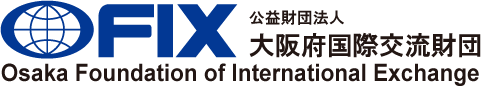 OFIX 公益財団法人
大阪府国際交流財団
Osaka Foundation of International Exchange